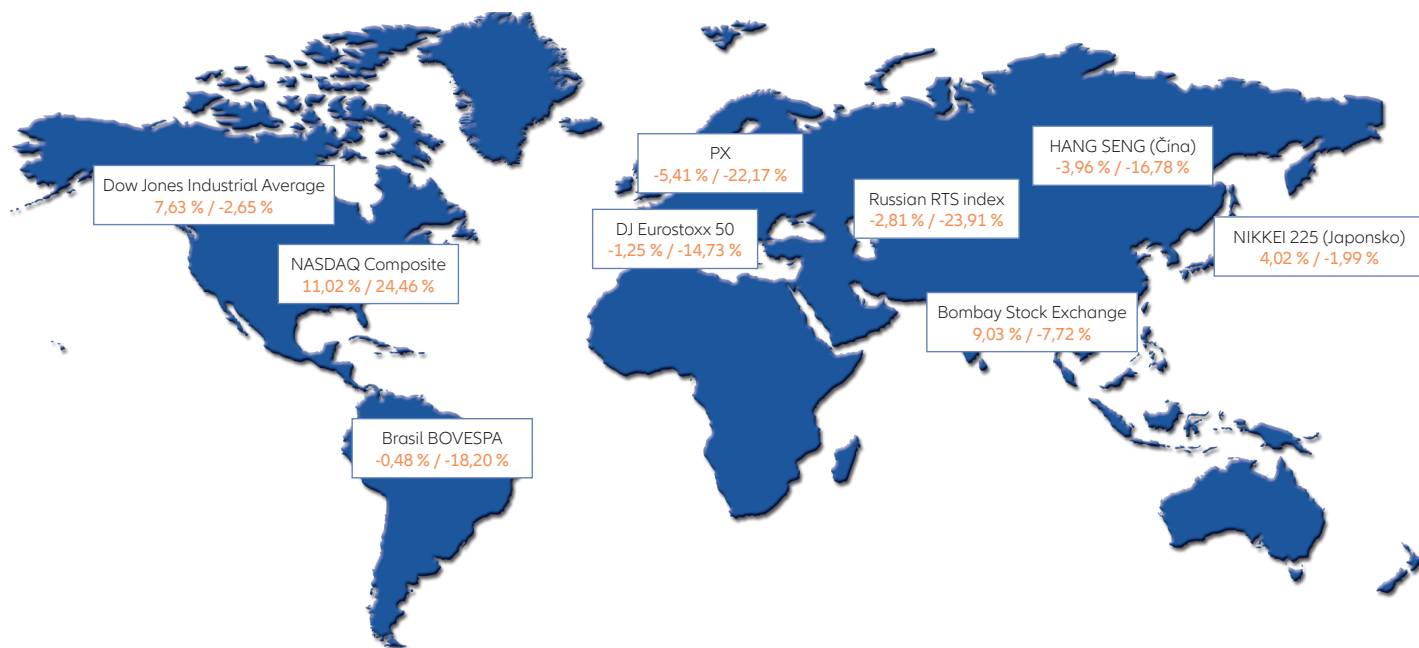 PX
-5,41 % / -22,17 %
HANG SENG (Čína)
-3,96 % / -16,78 %
Dow Jones Industrial Average
7,63 % / -2,65 %
Russian RTS index
-2,81 % / -23,91 %
DJ Eurostoxx 50
-1,25 % / -14,73 %
NIKKEI 225 (Japonsko)
4,02 % / -1,99 %
NASDAQ Composite
11,02 % / 24,46 %
Bombay Stock Exchange
9,03 % / -7,72 %
Brasil BOVESPA
-0,48 % / -18,20 %